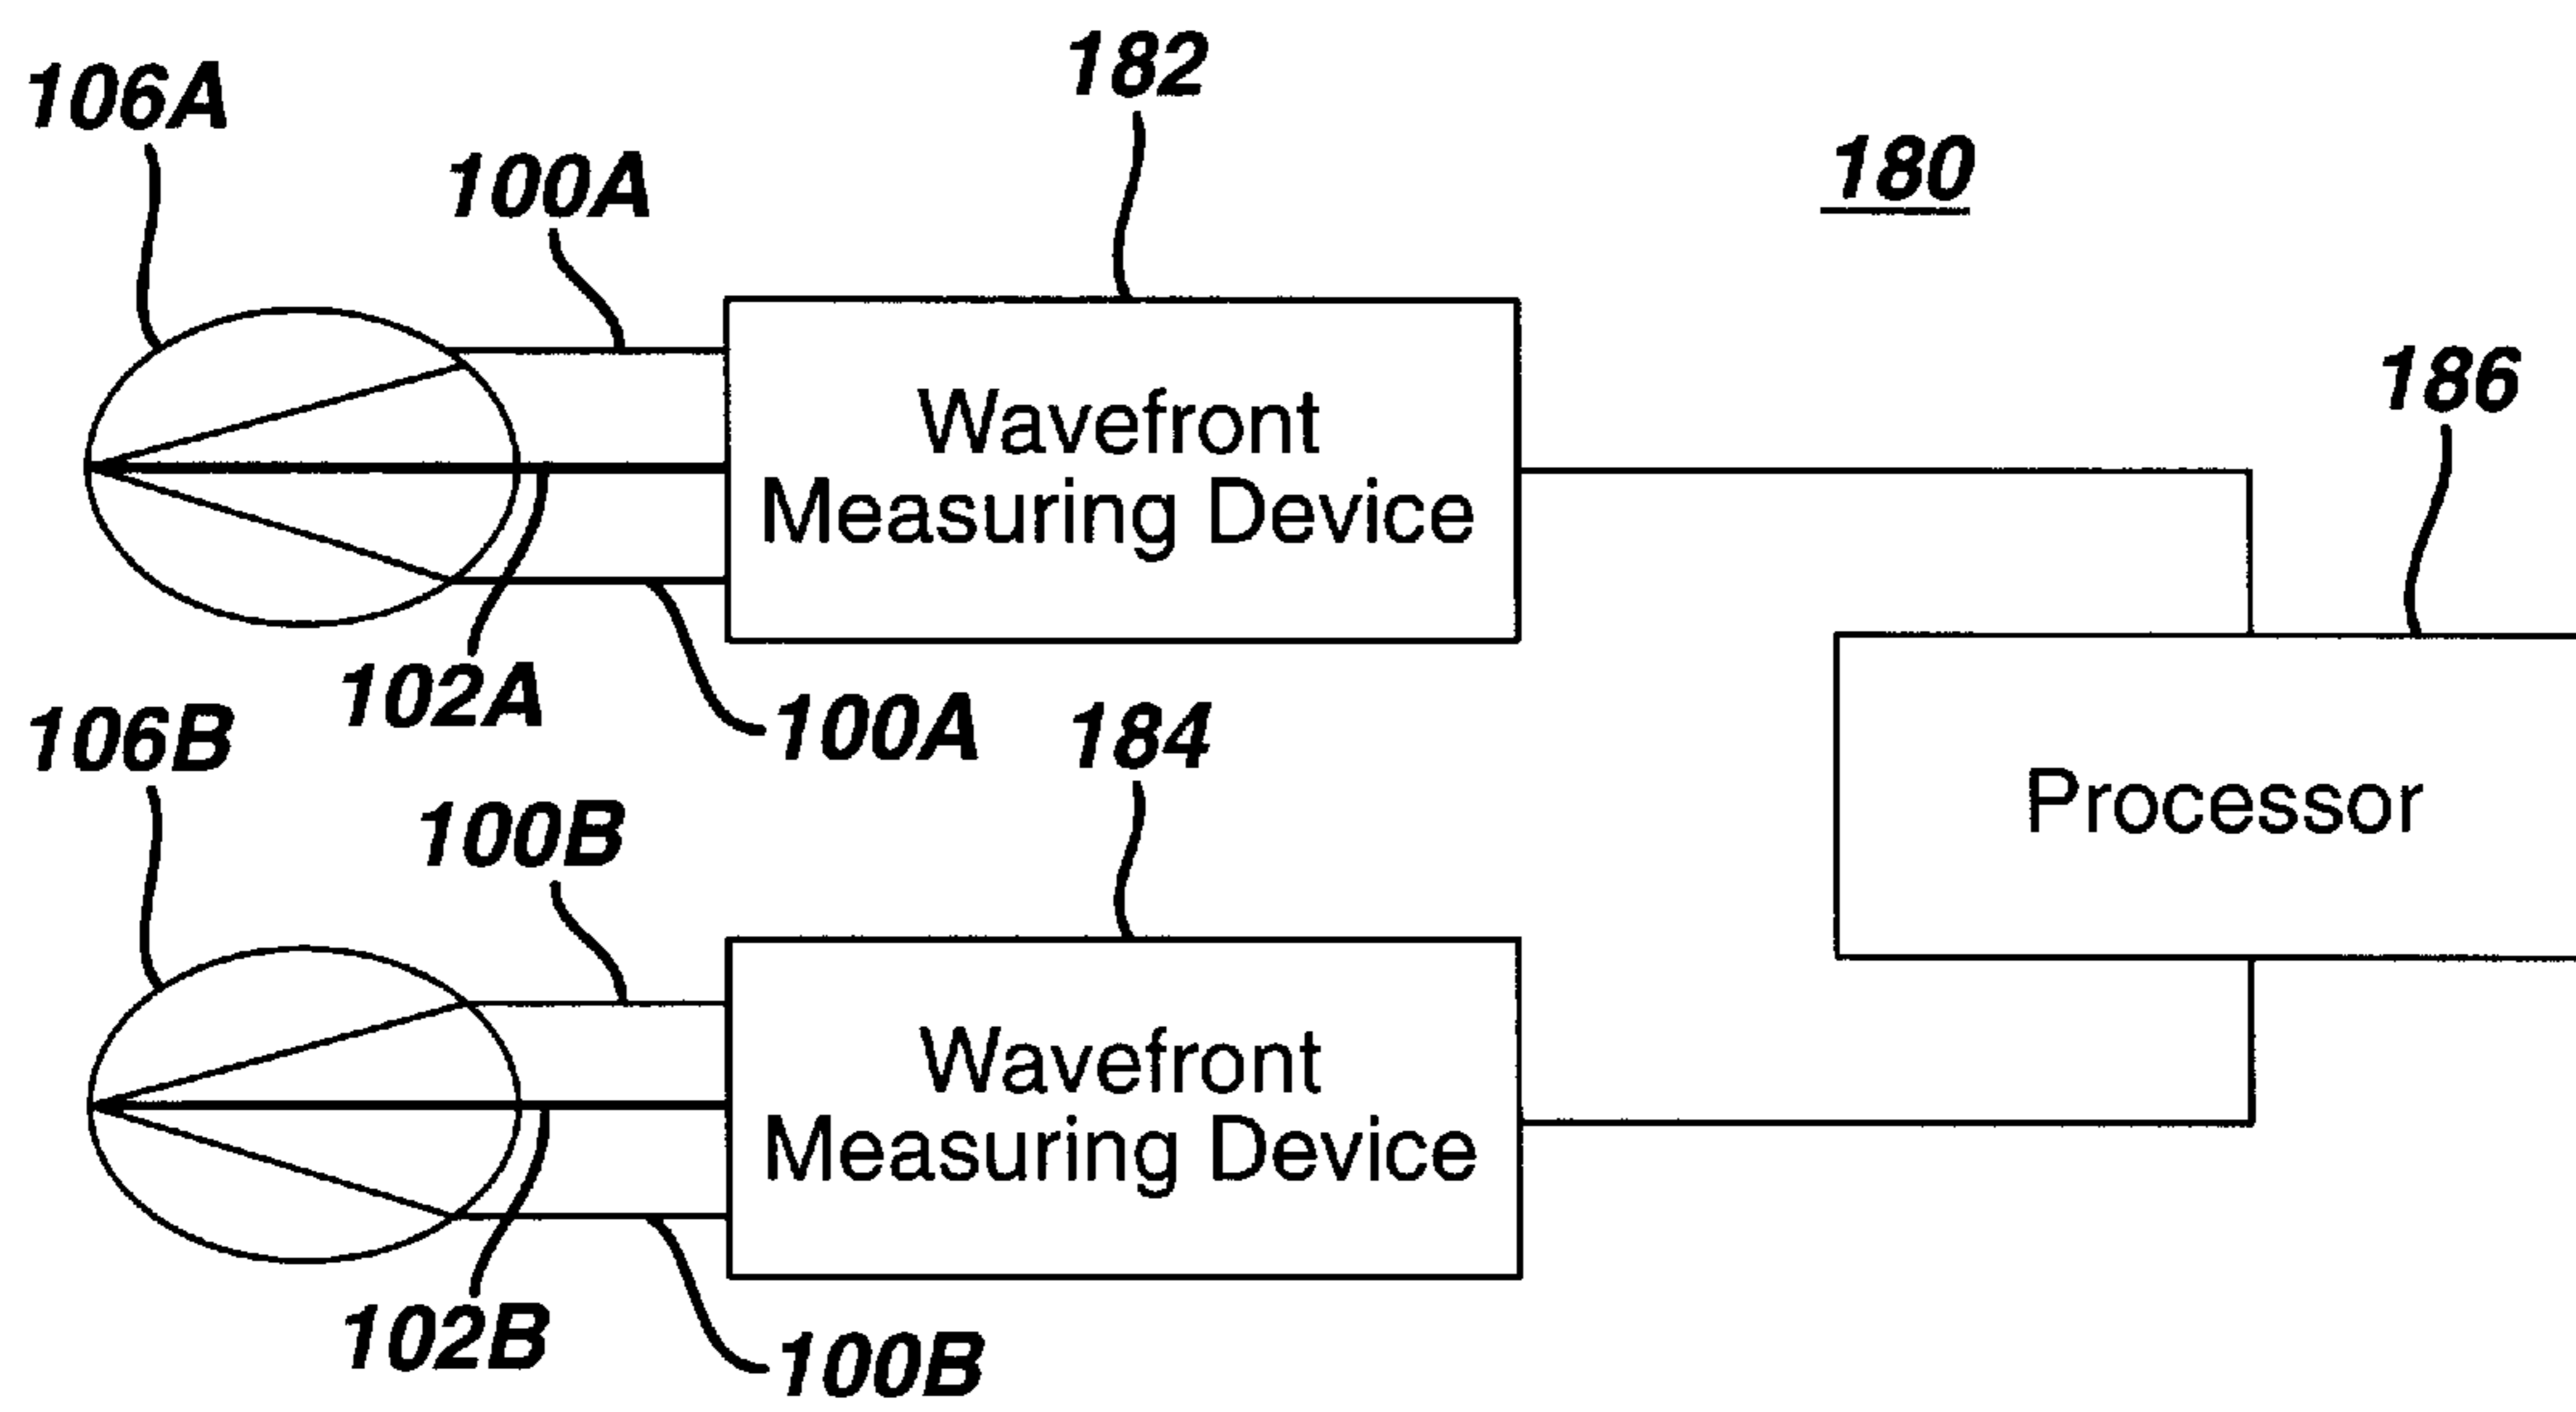 106A
100A
182
180
Wavefront
Measuring Device
186
102A
100A
106B
184
100B
Processor
Wavefront
Measuring Device
102B
100B